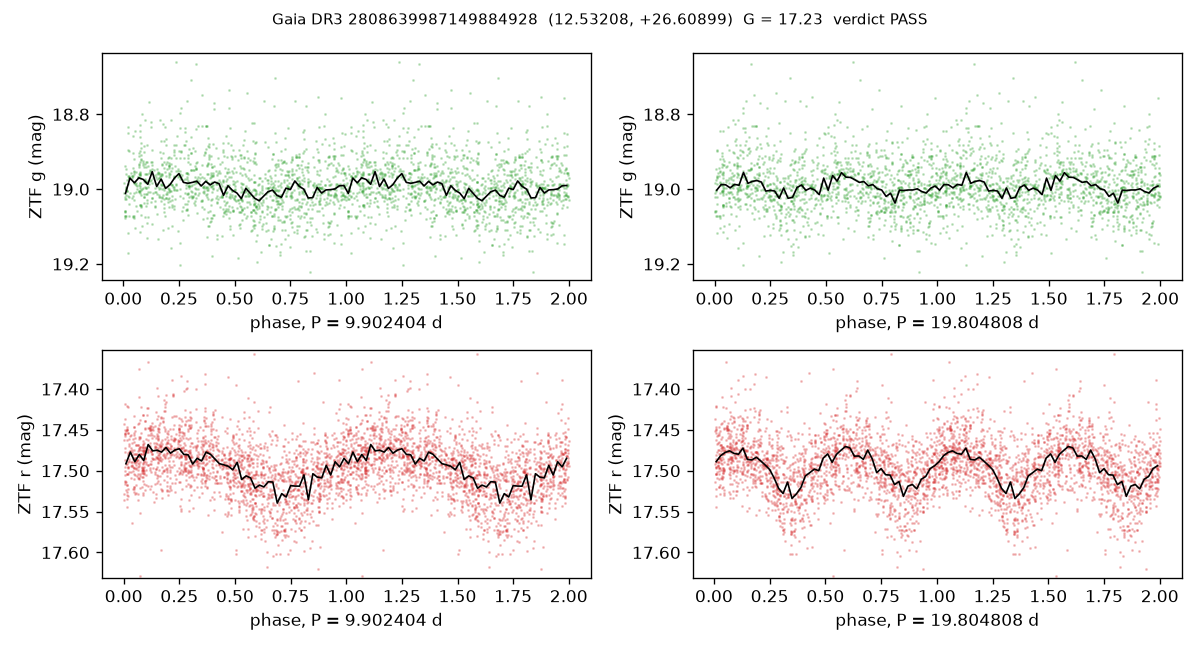 Gaia DR3 2808639987149884928 (12.53208, +26.60899) G = 17.23 verdict PASS
ZTF g (mag)
18.8
19.0
19.2
0.00 0.25 0.50 0.75 1.00 1.25 1.50 1.75 2.00
phase, P = 9.902404 d
ZTF g (mag)
18.8
19.0
19.2
0.00 0.25 0.50 0.75 1.00 1.25 1.50 1.75 2.00
phase, P = 19.804808 d
ZTF r (mag)
17.40
17.45
17.50
17.55
17.60
0.00 0.25 0.50 0.75 1.00 1.25 1.50 1.75 2.00
phase, P = 9.902404 d
ZTF r (mag)
17.40
17.45
17.50
17.55
17.60
0.00 0.25 0.50 0.75 1.00 1.25 1.50 1.75 2.00
phase, P = 19.804808 d